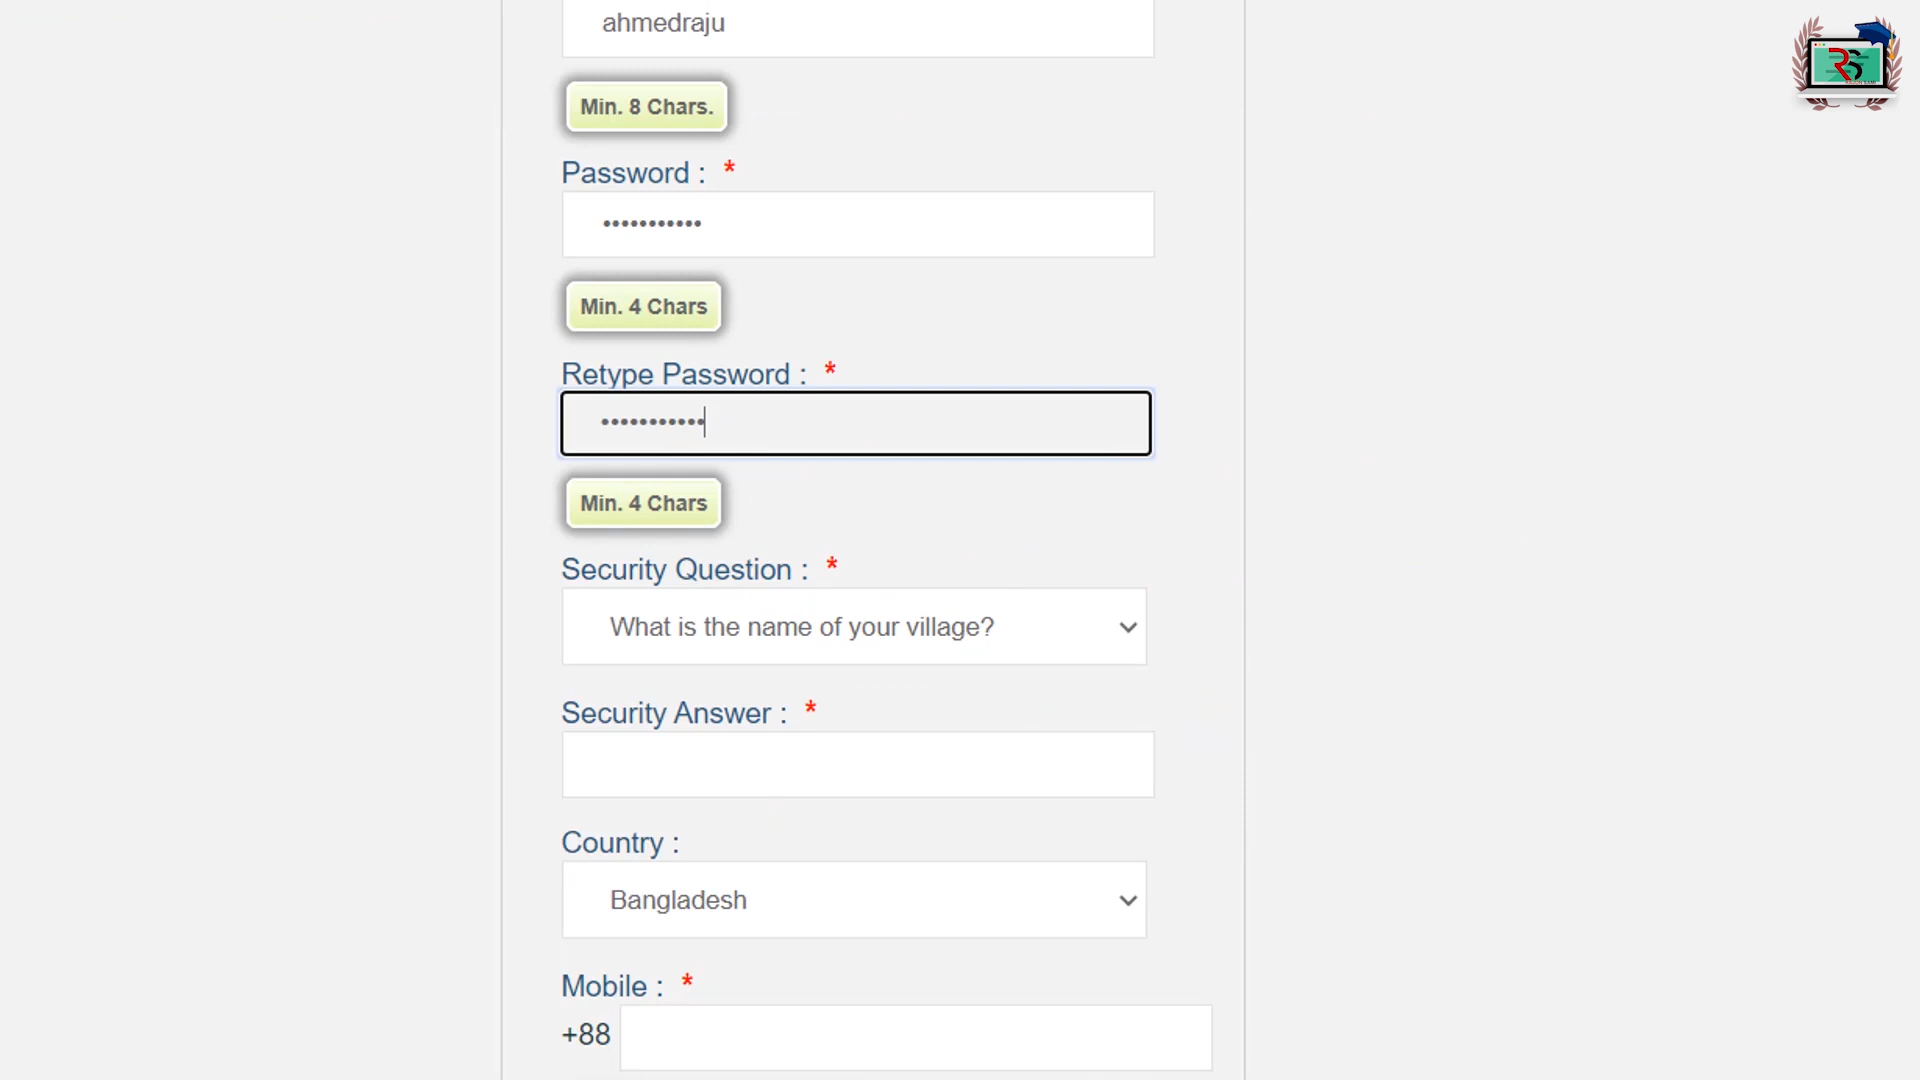 ahmedraju
Min. 8 Chars.
Password : *
•••••••••••
Min. 4 Chars
Retype Password : *
•••••••••••
Min. 4 Chars
Security Question : *
What is the name of your village?
Security Answer : *
Country :
Bangladesh
Mobile : *
+88
RS